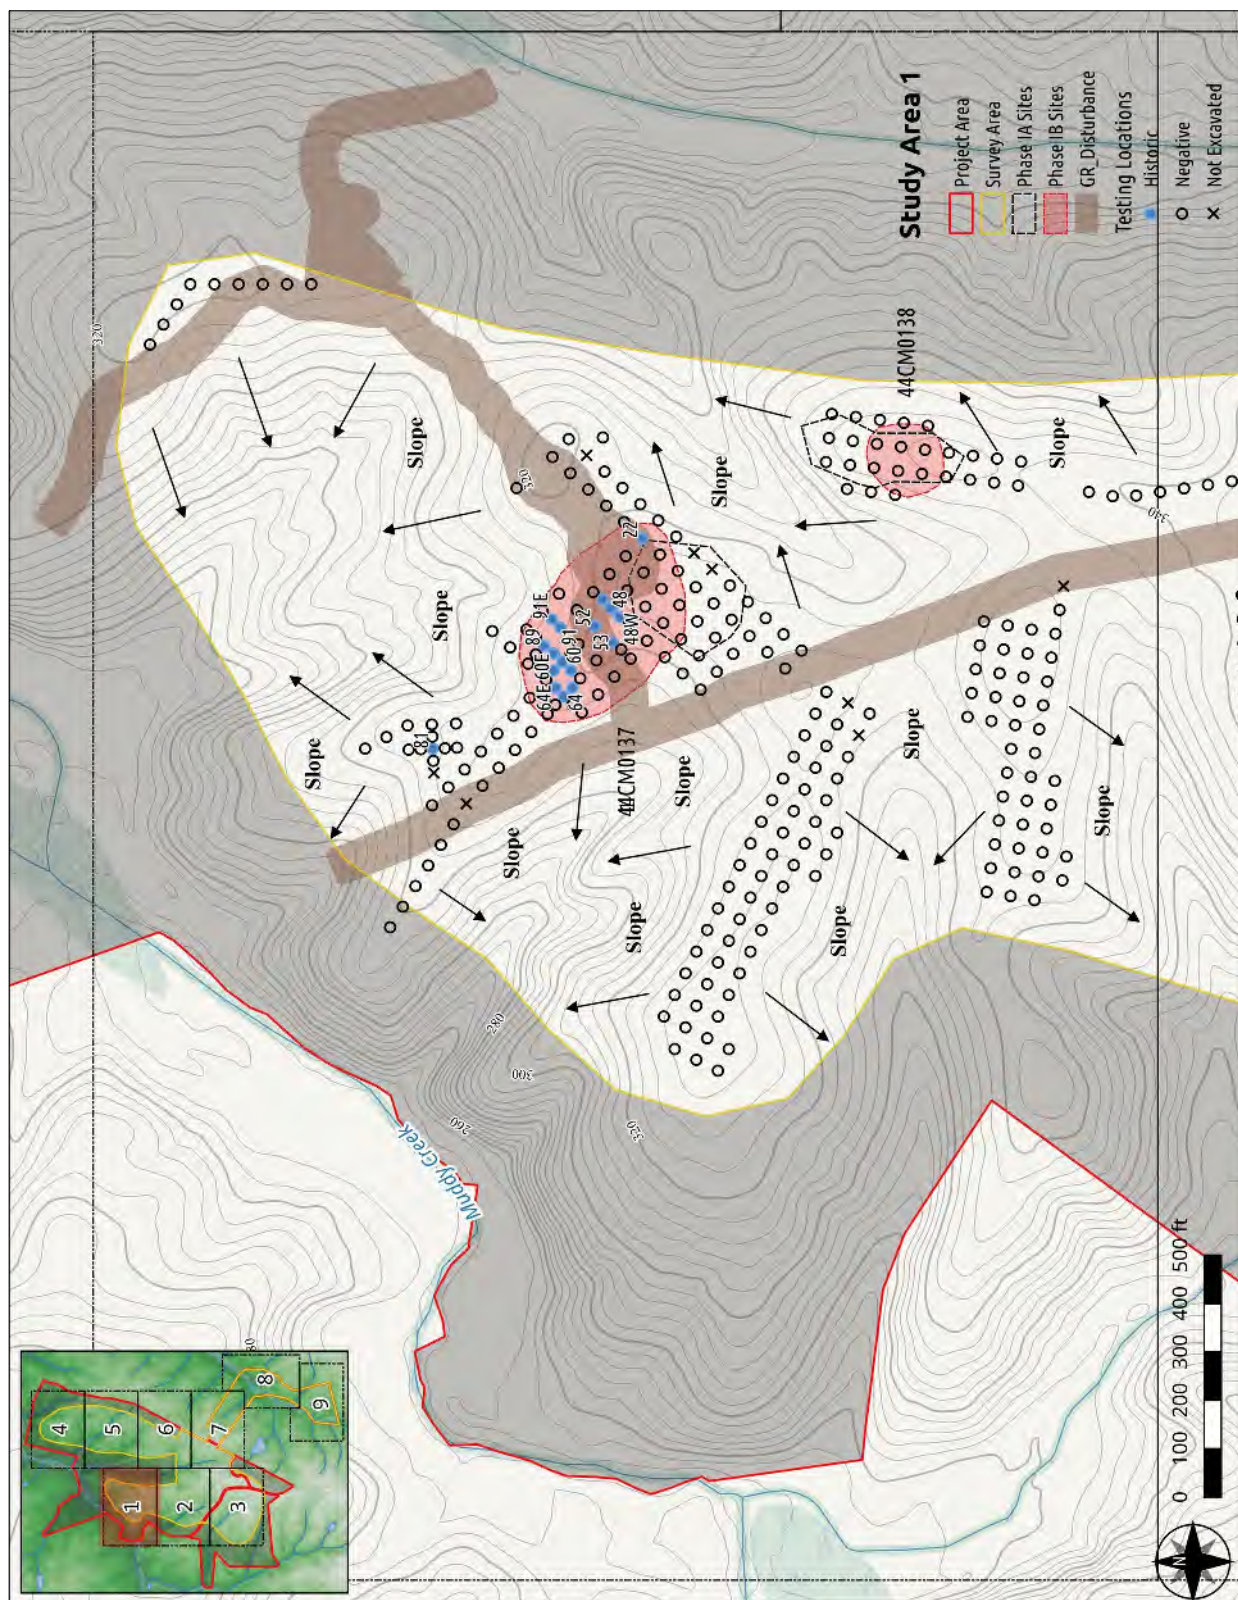 Study Area 1
Project Area
Survey Area
Phase IA Sites
Phase IB Sites
GR_Disturbance
Testing Locations
Historic
Negative
Not Excavated
320
Slope
320
Slope
44CM0138
Slope
340
Slope
22
91E
89
91
52
48
60E
60
53
48W
64E
64
81
Slope
44CM0137
Slope
Slope
Slope
Slope
Slope
Slope
280
300
260
320
Muddy Creek
0 100 200 300 400 500 ft
N
1
2
3
4
5
6
7
8
9